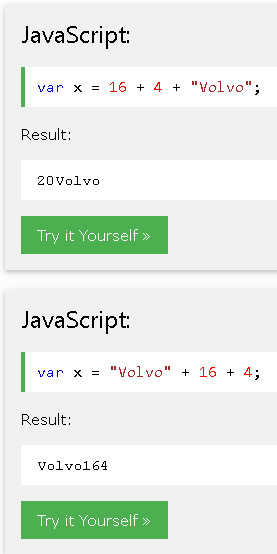 JavaScript:
var x = 16 + 4 + "Volvo";
Result:
20Volvo
Try it Yourself »
JavaScript:
var x = "Volvo" + 16 + 4;
Result:
Volvo164
Try it Yourself »